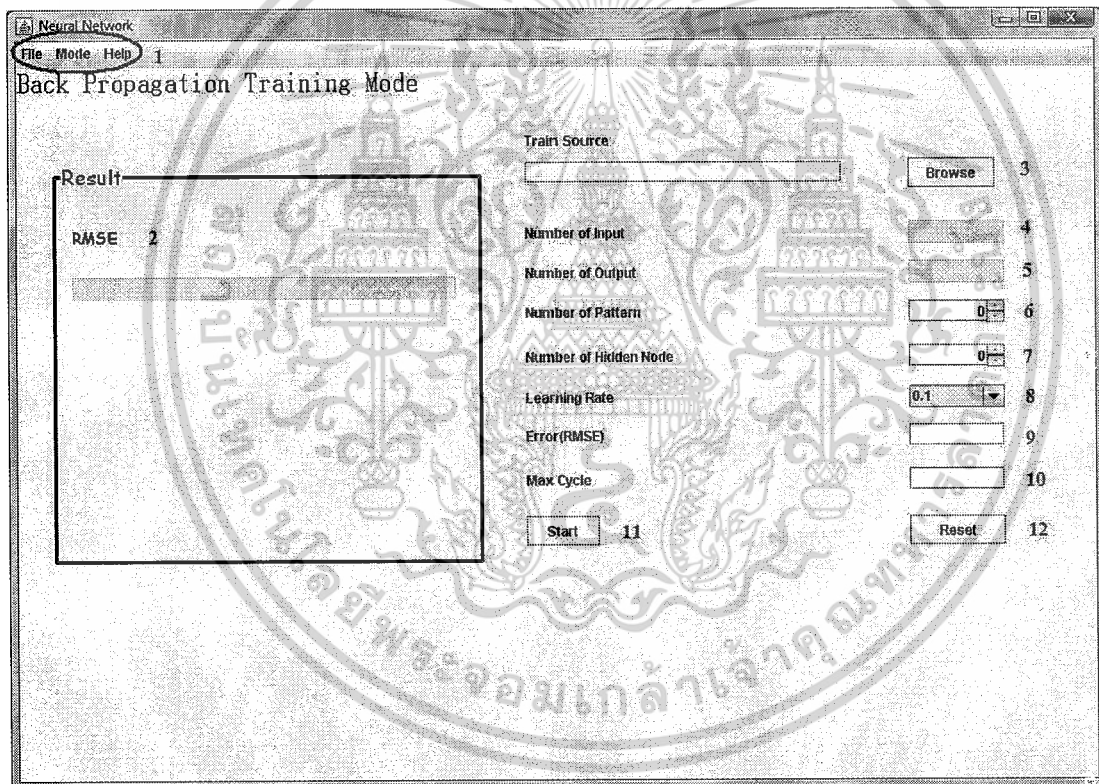 Neural Network
File Mode Help 1
Back Propagation Training Mode
Result
RMSE 2
Train Source
Browse 3
Number of Input 4
Number of Output 5
Number of Pattern 0 6
Number of Hidden Node 0 7
Learning Rate 0.1 8
Error(RMSE) 9
Max Cycle 10
Start 11
Reset 12